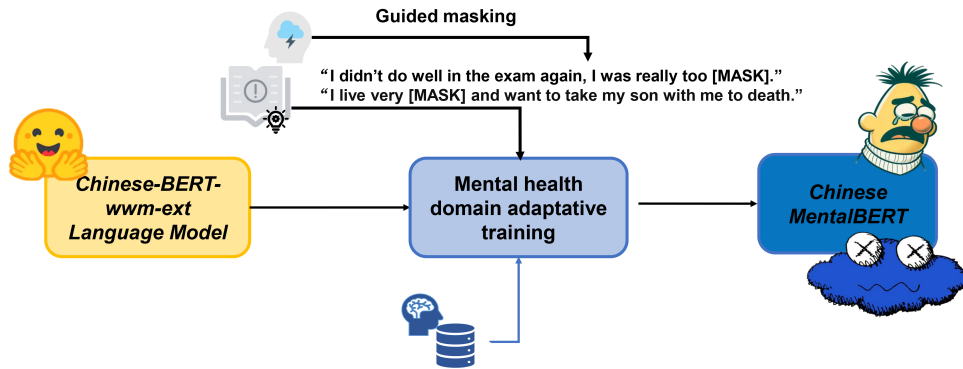 Guided masking
“I didn’t do well in the exam again, I was really too [MASK].”
“I live very [MASK] and want to take my son with me to death.”
Chinese-BERT-
wwm-ext
Language Model
Mental health
domain adaptative
training
Chinese
MentalBERT